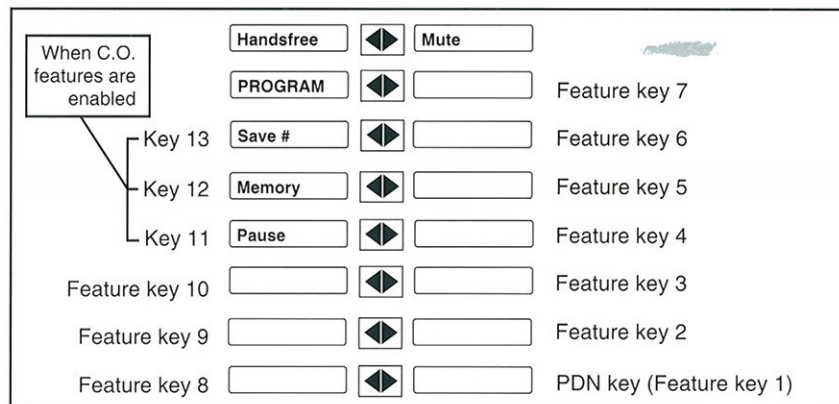 When C.O.
features are
enabled
Handsfree Mute
PROGRAM Feature key 7
Key 13 Save # Feature key 6
Key 12 Memory Feature key 5
Key 11 Pause Feature key 4
Feature key 10 Feature key 3
Feature key 9 Feature key 2
Feature key 8 PDN key (Feature key 1)